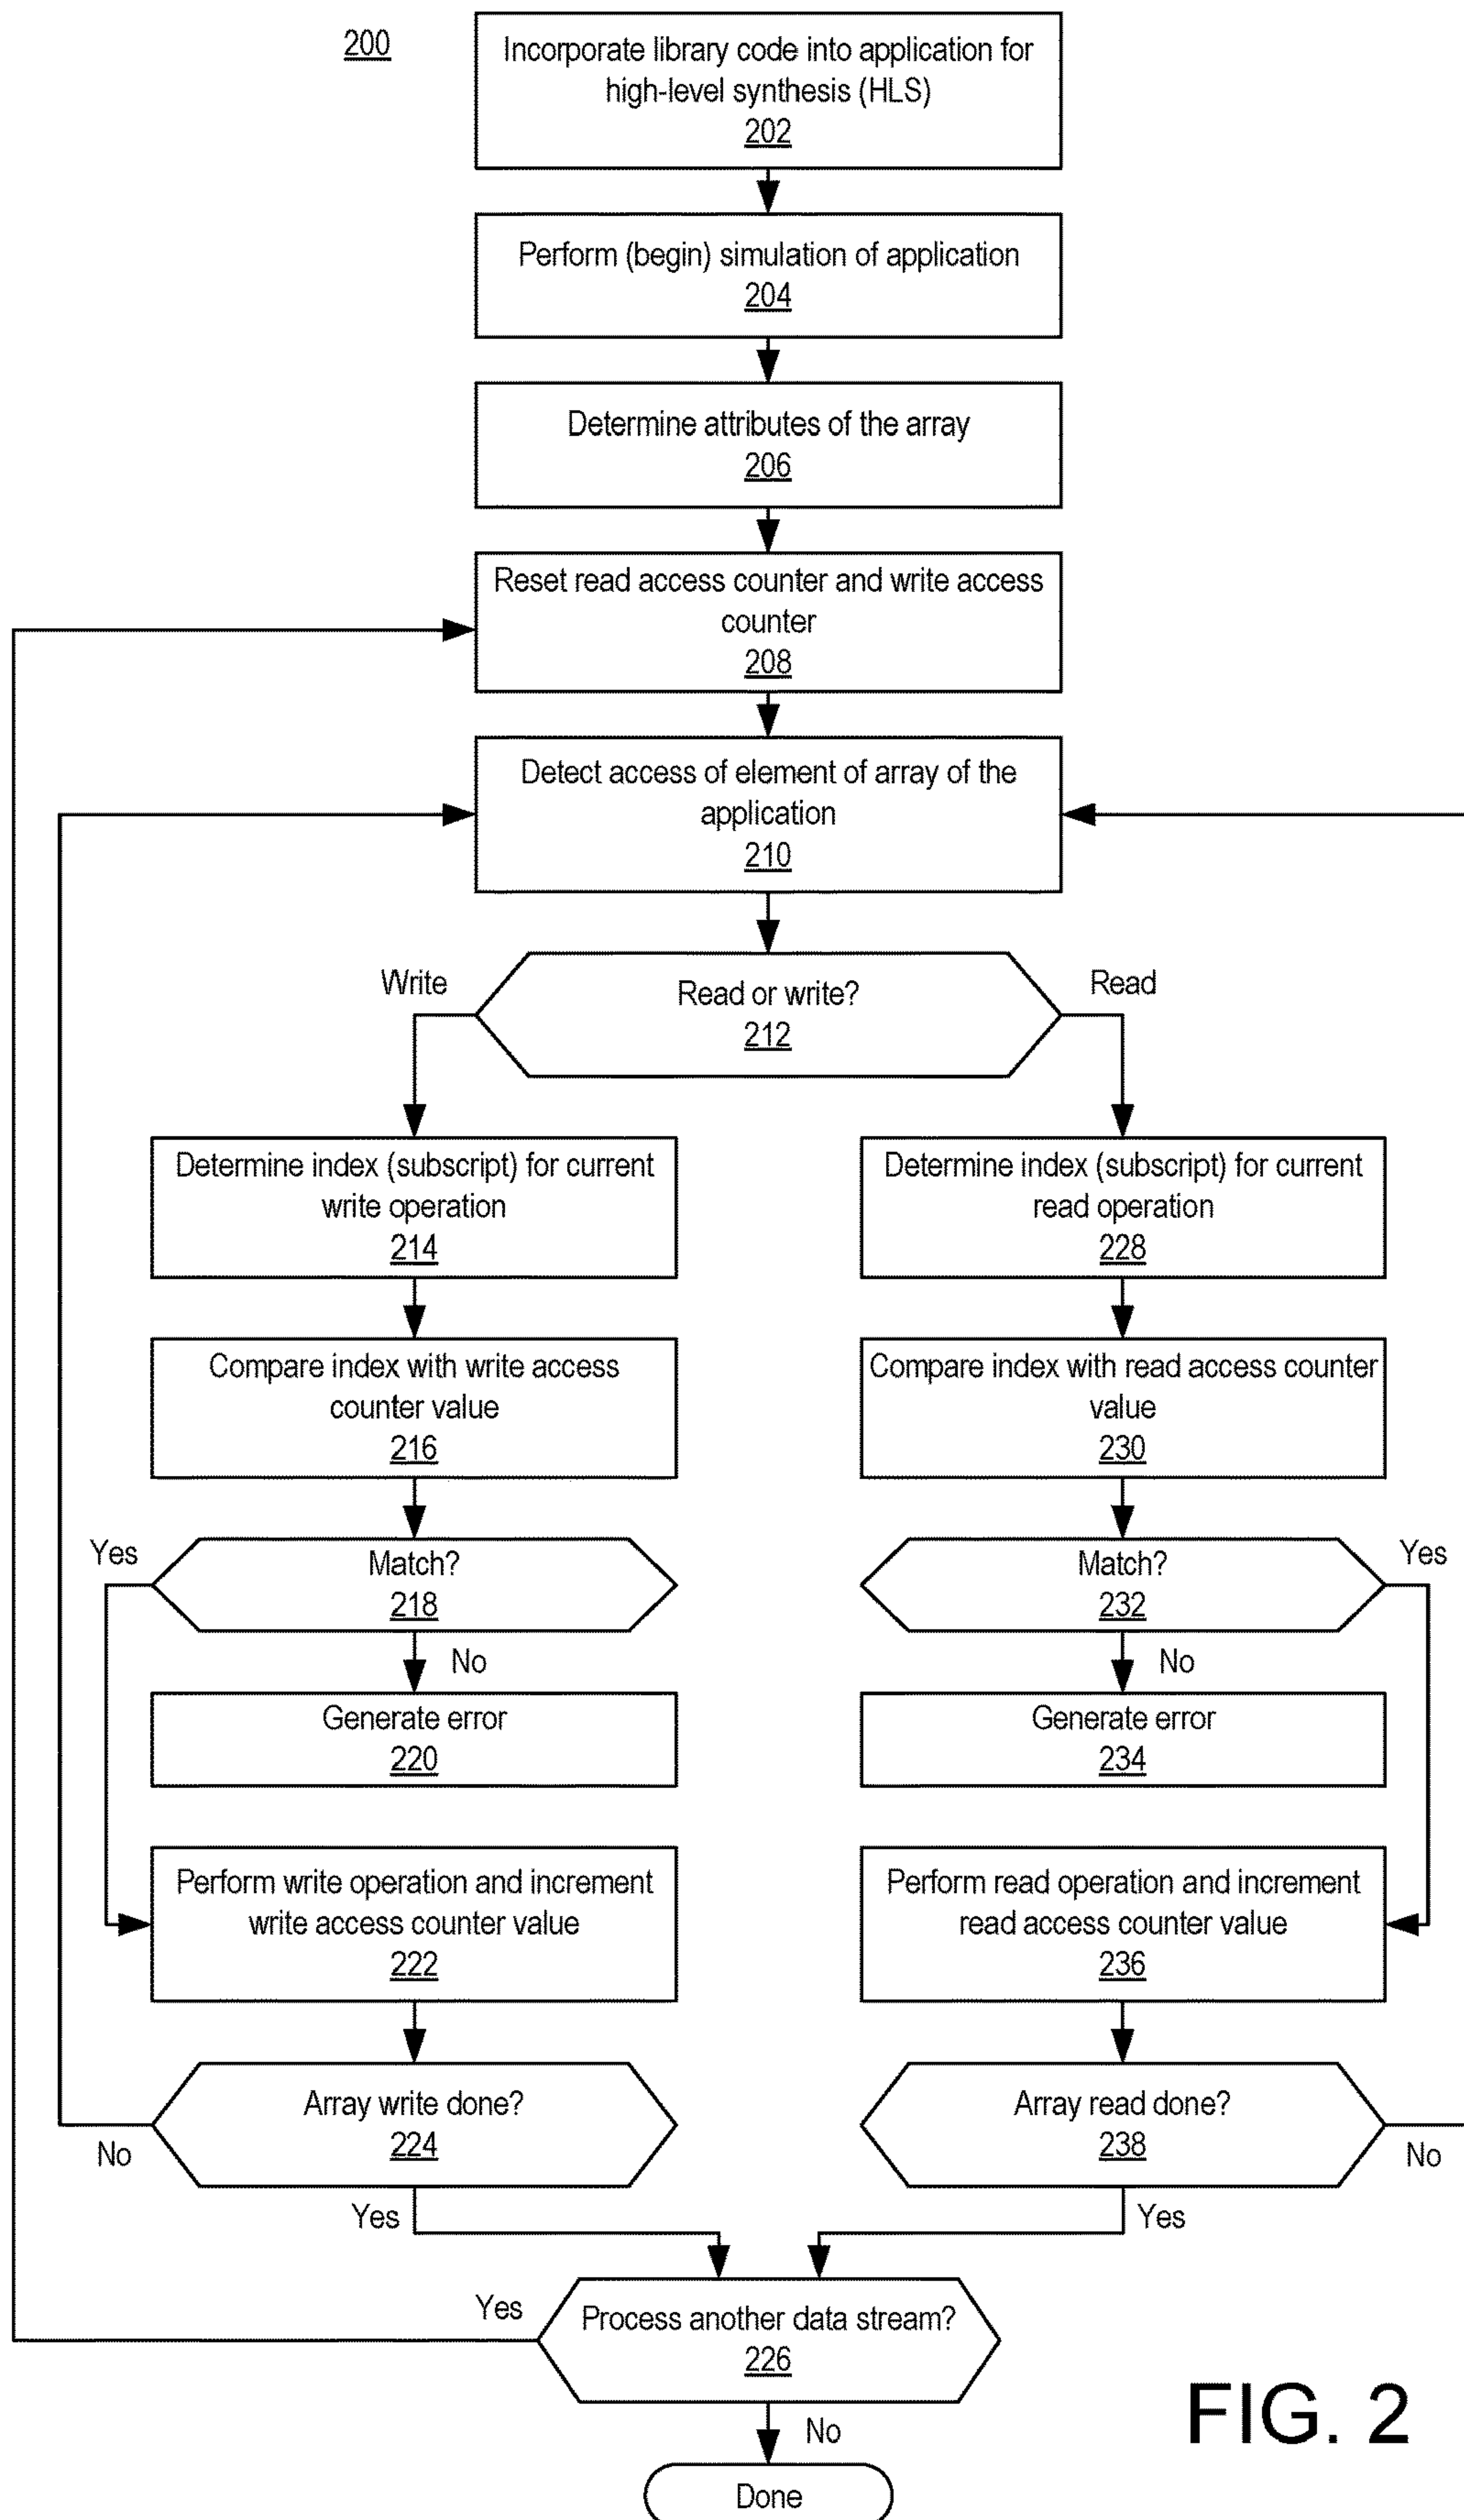 200
Incorporate library code into application for
high-level synthesis (HLS)
202
Perform (begin) simulation of application
204
Determine attributes of the array
206
Reset read access counter and write access
counter
208
Detect access of element of array of the
application
210
Write
Read or write?
212
Read
Determine index (subscript) for current
write operation
214
Determine index (subscript) for current
read operation
228
Compare index with write access
counter value
216
Compare index with read access counter
value
230
Yes
Match?
218
No
Match?
232
Yes
No
Generate error
220
Generate error
234
Perform write operation and increment
write access counter value
222
Perform read operation and increment
read access counter value
236
Array write done?
224
No
Yes
Array read done?
238
No
Yes
Yes
Process another data stream?
226
No
Done
FIG. 2